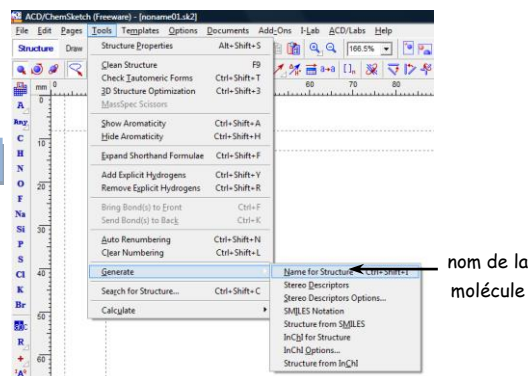 ACD/ChemSketch (Freeware) - [noname01.sk2]
File Edit Pages Tools Templates Options Documents Add-Ons I-Lab ACD/Labs Help
Structure Draw
166.5%
mm 0 60 70 80
Structure Properties Alt+Shift+S
Clean Structure F9
Check Tautomeric Forms Ctrl+Shift+T
3D Structure Optimization Ctrl+Shift+3
MassSpec Scissors
Show Aromaticity Ctrl+Shift+A
Hide Aromaticity Ctrl+Shift+H
Expand Shorthand Formulae Ctrl+Shift+F
Add Explicit Hydrogens Ctrl+Shift+Y
Remove Explicit Hydrogens Ctrl+Shift+R
Bring Bond(s) to Front Ctrl+F
Send Bond(s) to Back Ctrl+K
Auto Renumbering Ctrl+Shift+N
Clear Numbering Ctrl+Shift+L
Generate
Search for Structure... Ctrl+Shift+C
Calculate
Name for Structure Ctrl+Shift+I
Stereo Descriptors
Stereo Descriptors Options...
SMILES Notation
Structure from SMILES
InChI for Structure
InChI Options...
Structure from InChI
nom de la
molécule
A
Any
C
H
N
O
F
Na
Si
P
S
Cl
K
Br
R
0
10
20
30
40
50
60